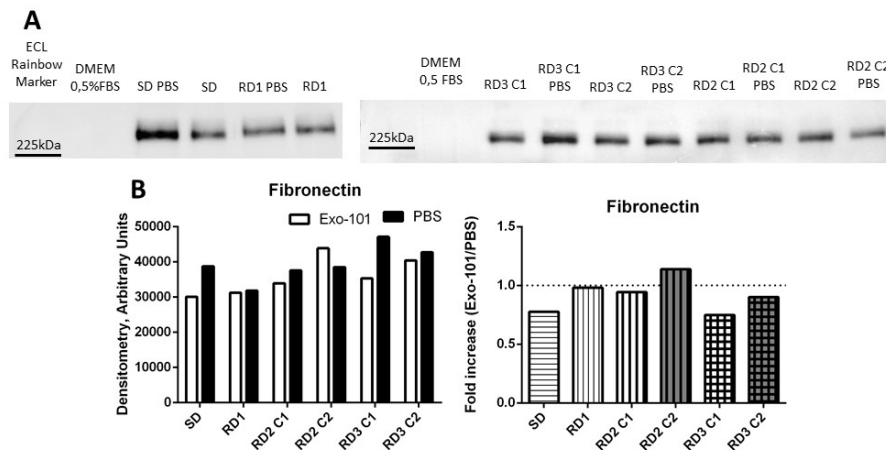 A
ECL
Rainbow
Marker
DMEM
0,5%FBS
SD PBS
SD
RD1 PBS
RD1
225kDa
DMEM
0,5 FBS
RD3 C1
RD3 C1
PBS
RD3 C2
RD3 C2
PBS
RD2 C1
RD2 C1
PBS
RD2 C2
RD2 C2
PBS
225kDa
B
Fibronectin
Exo-101
PBS
Densitometry, Arbitrary Units
50000
40000
30000
20000
10000
0
SD
RD1
RD2 C1
RD2 C2
RD3 C1
RD3 C2
Fibronectin
Fold increase (Exo-101/PBS)
1.5
1.0
0.5
0.0
SD
RD1
RD2 C1
RD2 C2
RD3 C1
RD3 C2